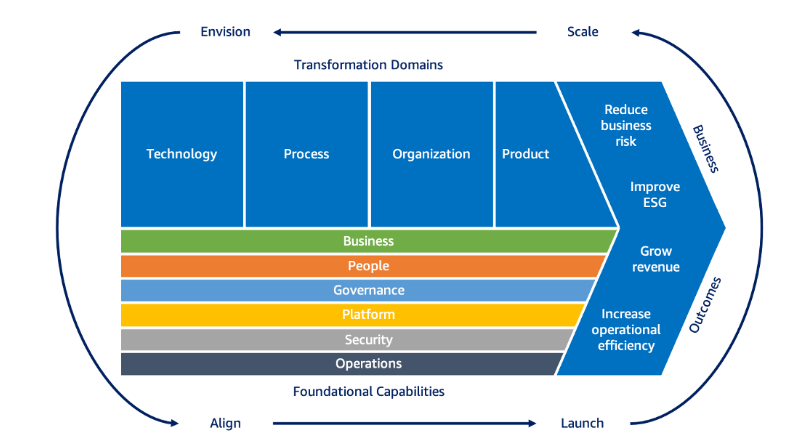 Envision
Scale
Transformation Domains
Technology
Process
Organization
Product
Reduce
business
risk
Improve
ESG
Grow
revenue
Increase
operational
efficiency
Business
Outcomes
Business
People
Governance
Platform
Security
Operations
Foundational Capabilities
Align
Launch